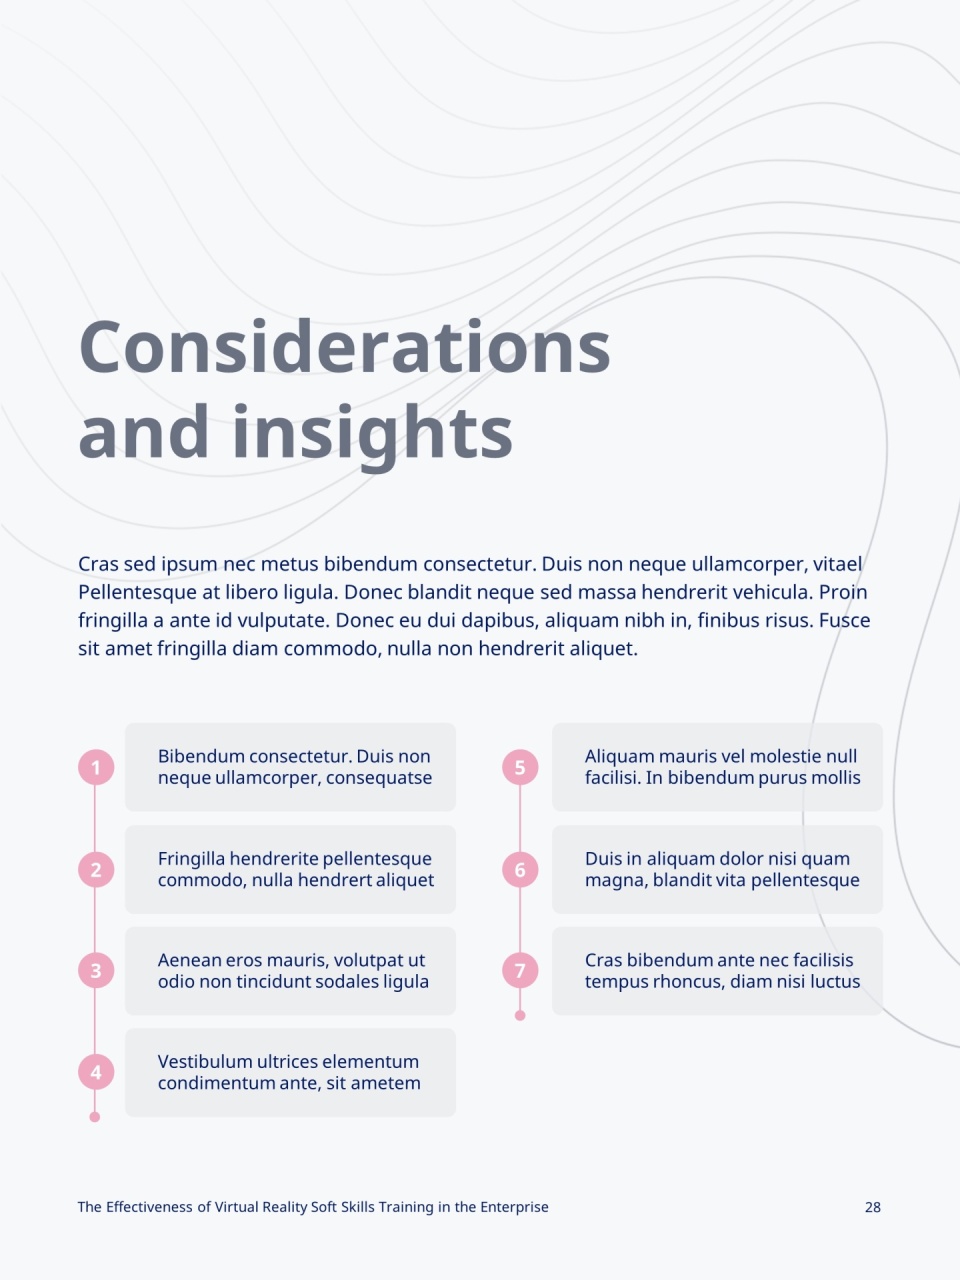 Considerations
and insights
Cras sed ipsum nec metus bibendum consectetur. Duis non neque ullamcorper, vitael
Pellentesque at libero ligula. Donec blandit neque sed massa hendrerit vehicula. Proin
fringilla a ante id vulputate. Donec eu dui dapibus, aliquam nibh in, finibus risus. Fusce
sit amet fringilla diam commodo, nulla non hendrerit aliquet.
1
Bibendum consectetur. Duis non
neque ullamcorper, consequatse
2
Fringilla hendrerite pellentesque
commodo, nulla hendrert aliquet
3
Aenean eros mauris, volutpat ut
odio non tincidunt sodales ligula
4
Vestibulum ultrices elementum
condimentum ante, sit ametem
5
Aliquam mauris vel molestie null
facilisi. In bibendum purus mollis
6
Duis in aliquam dolor nisi quam
magna, blandit vita pellentesque
7
Cras bibendum ante nec facilisis
tempus rhoncus, diam nisi luctus
The Effectiveness of Virtual Reality Soft Skills Training in the Enterprise
28